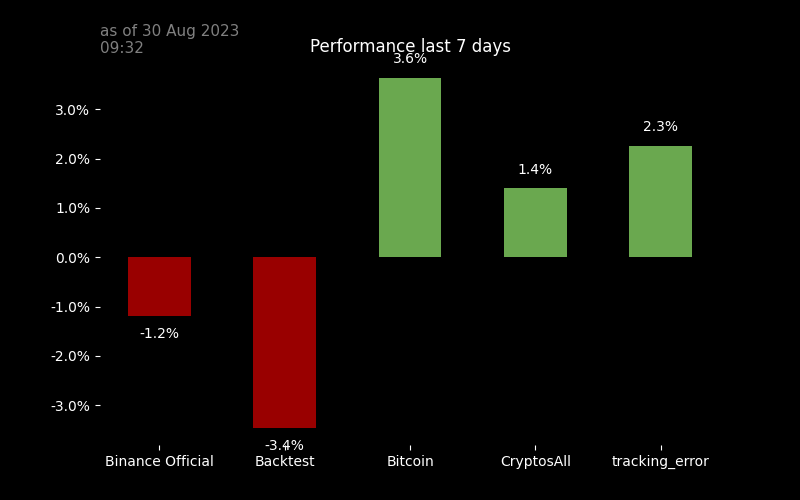 as of 30 Aug 2023
09:32
Performance last 7 days
3.6%
3.0%
2.3%
2.0%
1.4%
1.0%
0.0%
-1.0%
-1.2%
-2.0%
-3.0%
-3.4%
Binance Official
Backtest
Bitcoin
CryptosAll
tracking_error